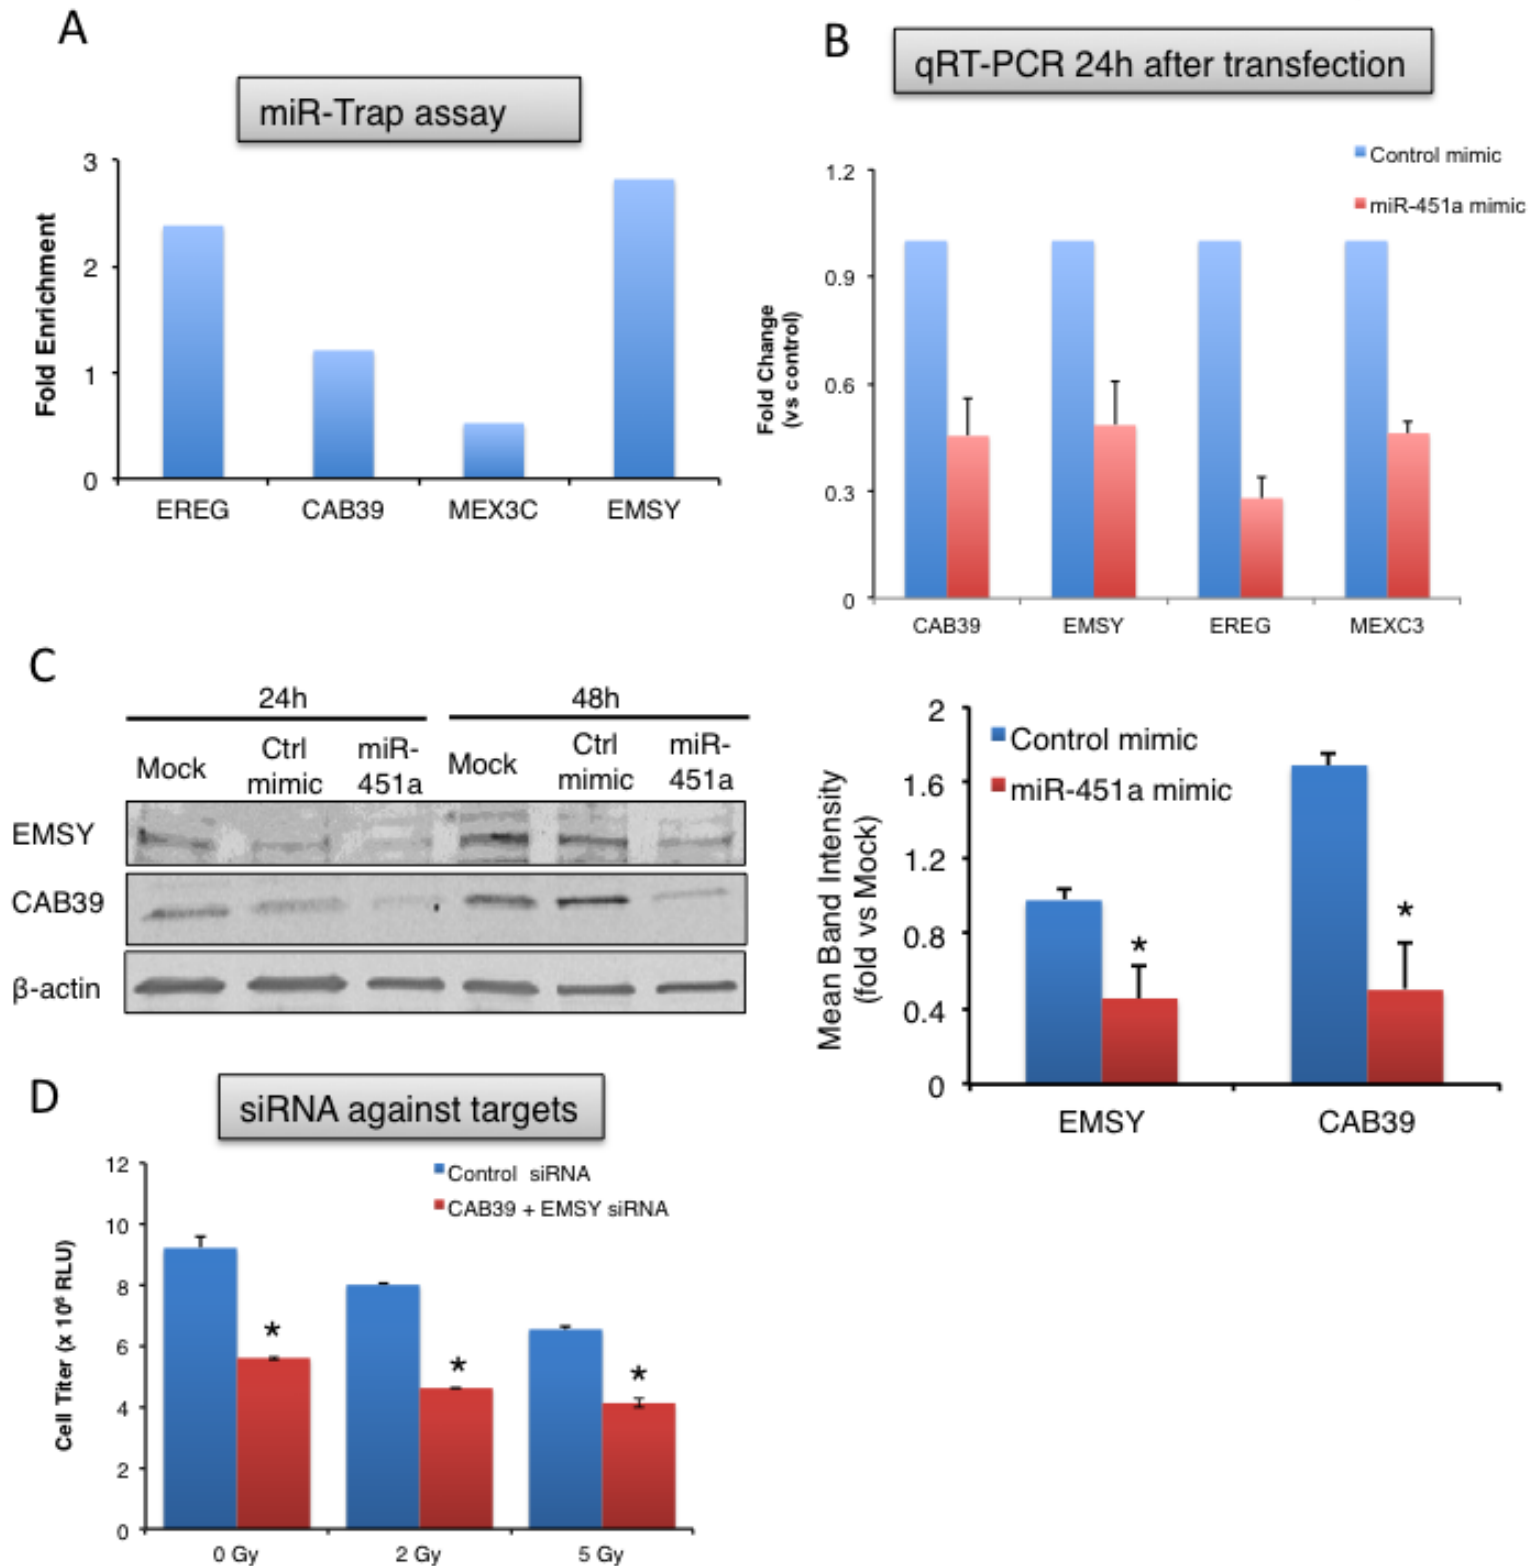 A
miR-Trap assay
Fold Enrichment
3
2
1
0
EREG CAB39 MEX3C EMSY
B
qRT-PCR 24h after transfection
Control mimic
miR-451a mimic
Fold Change
(vs control)
1.2
0.9
0.6
0.3
0
CAB39 EMSY EREG MEXC3
C
24h 48h
Mock Ctrl mimic miR-451a Mock Ctrl mimic miR-451a
EMSY
CAB39
β-actin
Mean Band Intensity
(fold vs Mock)
2
1.6
1.2
0.8
0.4
0
Control mimic
miR-451a mimic
*
*
EMSY CAB39
D
siRNA against targets
Control siRNA
CAB39 + EMSY siRNA
Cell Titer (x 10⁶ RLU)
12
10
8
6
4
2
0
*
*
*
0 Gy 2 Gy 5 Gy